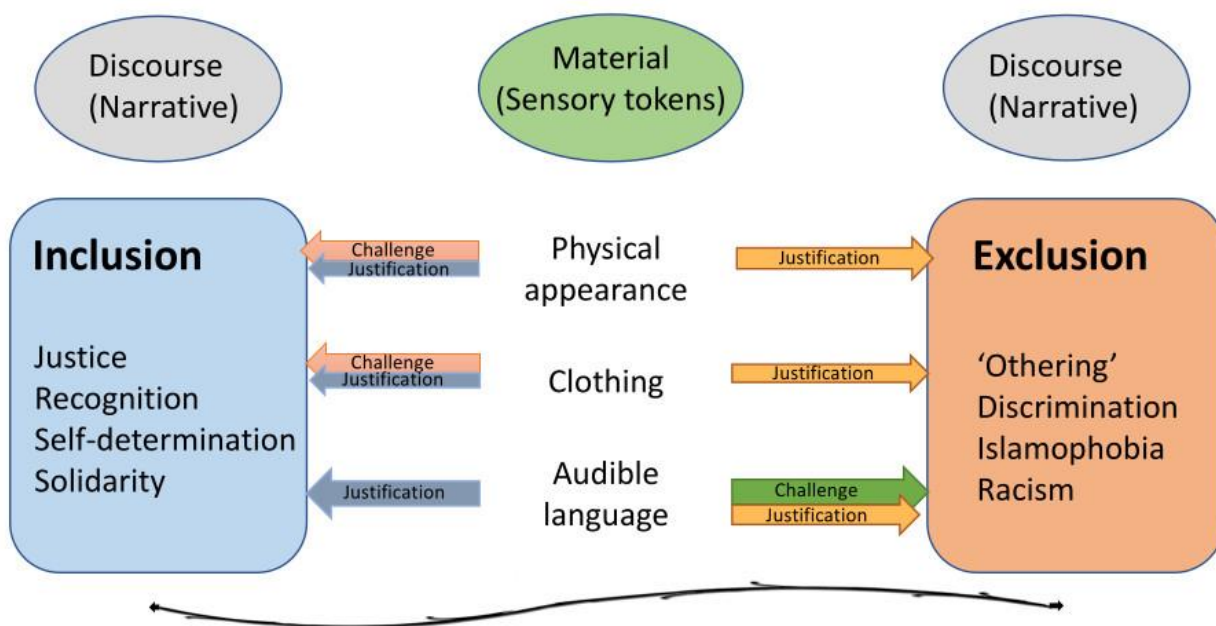 Discourse
(Narrative)
Material
(Sensory tokens)
Discourse
(Narrative)
Inclusion
Justice
Recognition
Self-determination
Solidarity
Challenge
Justification
Physical
appearance
Justification
Challenge
Justification
Clothing
Justification
Justification
Audible
language
Challenge
Justification
Exclusion
‘Othering’
Discrimination
Islamophobia
Racism